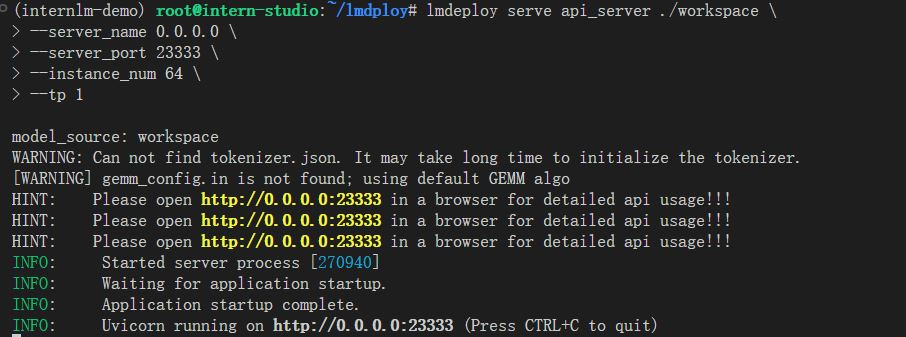 (internlm-demo) root@intern-studio:~/lmdploy# lmdeploy serve api_server ./workspace \
> --server_name 0.0.0.0 \
> --server_port 23333 \
> --instance_num 64 \
> --tp 1
model_source: workspace
WARNING: Can not find tokenizer.json. It may take long time to initialize the tokenizer.
[WARNING] gemm_config.in is not found; using default GEMM algo
HINT:    Please open http://0.0.0.0:23333 in a browser for detailed api usage!!!
HINT:    Please open http://0.0.0.0:23333 in a browser for detailed api usage!!!
HINT:    Please open http://0.0.0.0:23333 in a browser for detailed api usage!!!
INFO:     Started server process [270940]
INFO:     Waiting for application startup.
INFO:     Application startup complete.
INFO:     Uvicorn running on http://0.0.0.0:23333 (Press CTRL+C to quit)